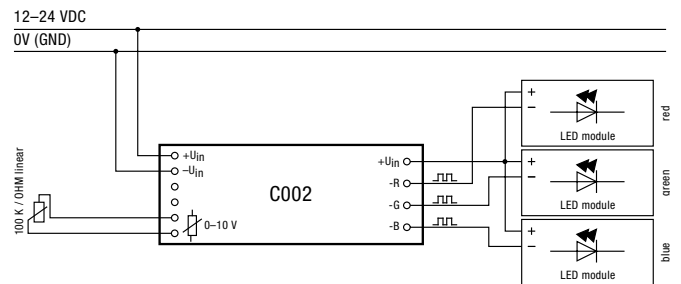 12–24 VDC
0V (GND)
+ − LED module
red
+Uin
−Uin
C002
+Uin
-R
-G
-B
+ − LED module
green
100 K / OHM linear
0–10 V
+ − LED module
blue